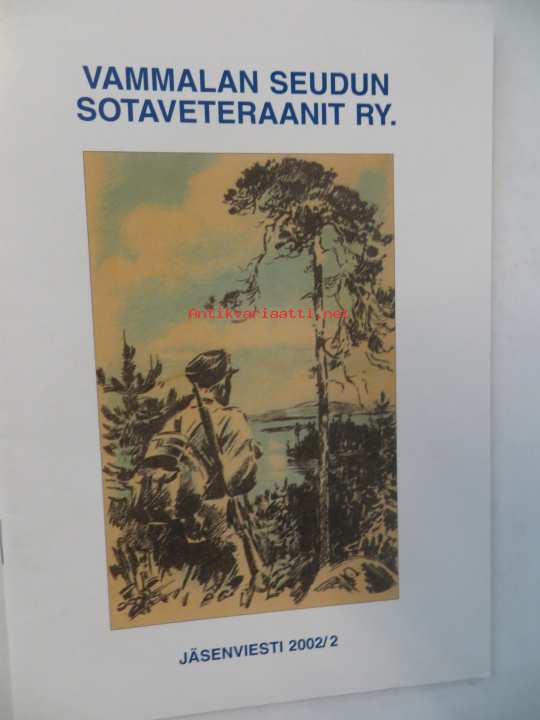 VAMMALAN SEUDUN
SOTAVETERAANIT RY.
Antikvariaatti.net
JÄSENVIESTI 2002/2